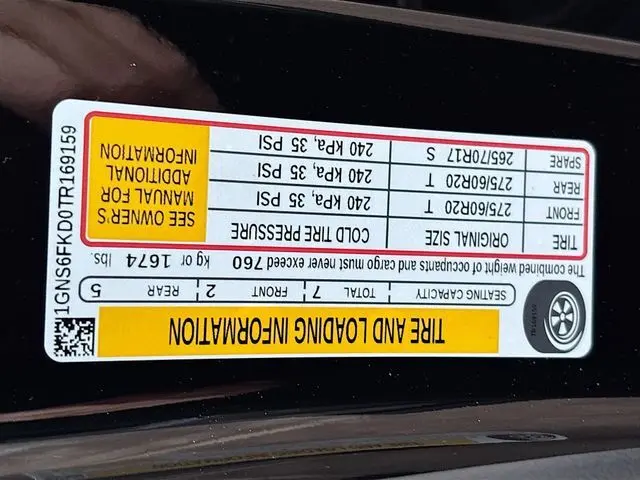 TIRE AND LOADING INFORMATION
SEATING CAPACITY TOTAL 7 FRONT 2 REAR 5
The combined weight of occupants and cargo must never exceed 760 kg or 1674 lbs.
TIRE ORIGINAL SIZE COLD TIRE PRESSURE
FRONT 275/60R20 T 240 kPa, 35 PSI
REAR 275/60R20 T 240 kPa, 35 PSI
SPARE 265/70R17 S 240 kPa, 35 PSI
SEE OWNER'S
MANUAL FOR
ADDITIONAL
INFORMATION
1GNS6FKD0TR169159
TR169159